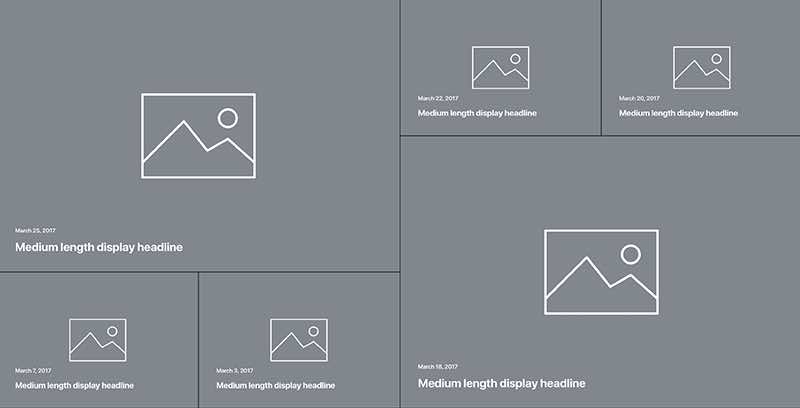 March 25, 2017
Medium length display headline
March 22, 2017
Medium length display headline
March 20, 2017
Medium length display headline
March 7, 2017
Medium length display headline
March 3, 2017
Medium length display headline
March 18, 2017
Medium length display headline